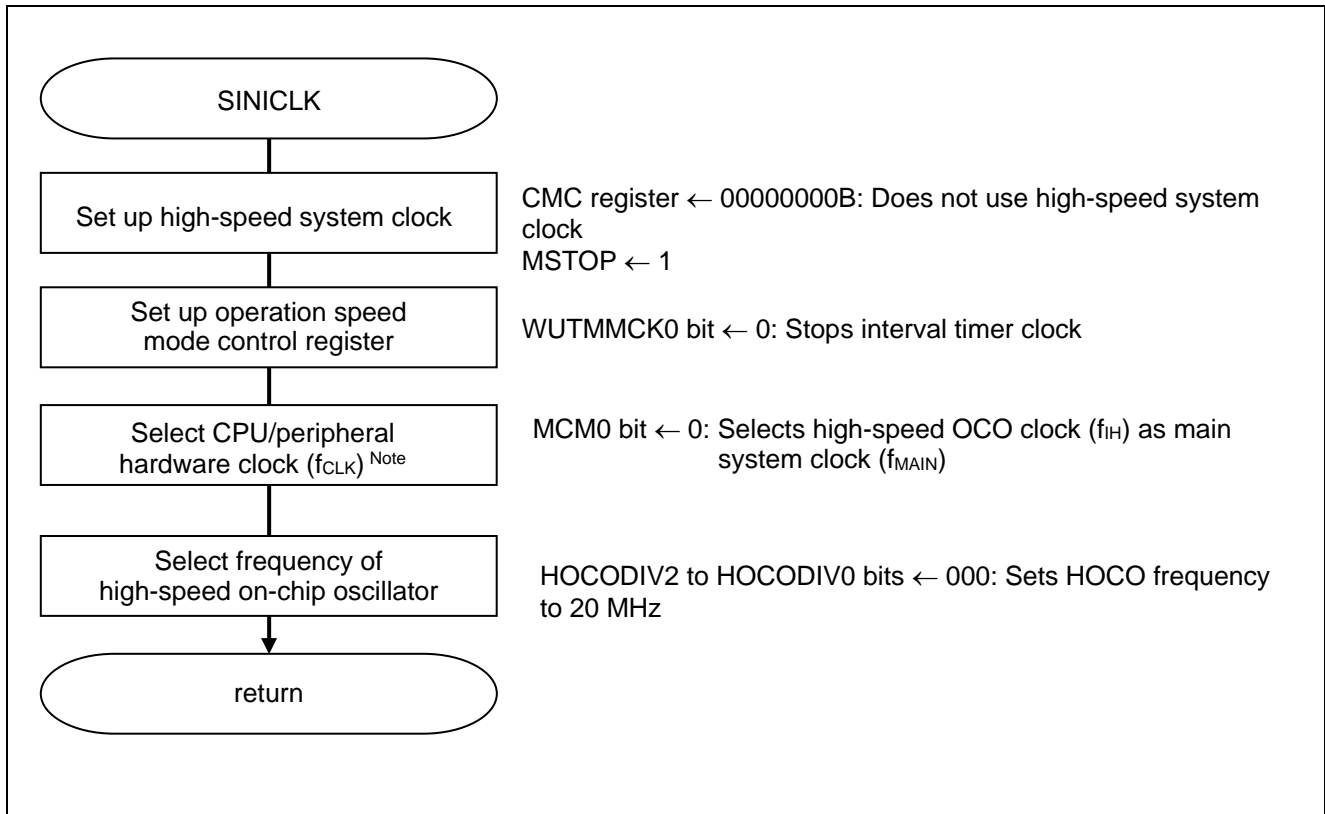 SINICLK
Set up high-speed system clock
CMC register ← 00000000B: Does not use high-speed system
clock
MSTOP ← 1
Set up operation speed
mode control register
WUTMMCK0 bit ← 0: Stops interval timer clock
Select CPU/peripheral
hardware clock (fCLK) Note
MCM0 bit ← 0: Selects high-speed OCO clock (fIH) as main
system clock (fMAIN)
Select frequency of
high-speed on-chip oscillator
HOCODIV2 to HOCODIV0 bits ← 000: Sets HOCO frequency
to 20 MHz
return